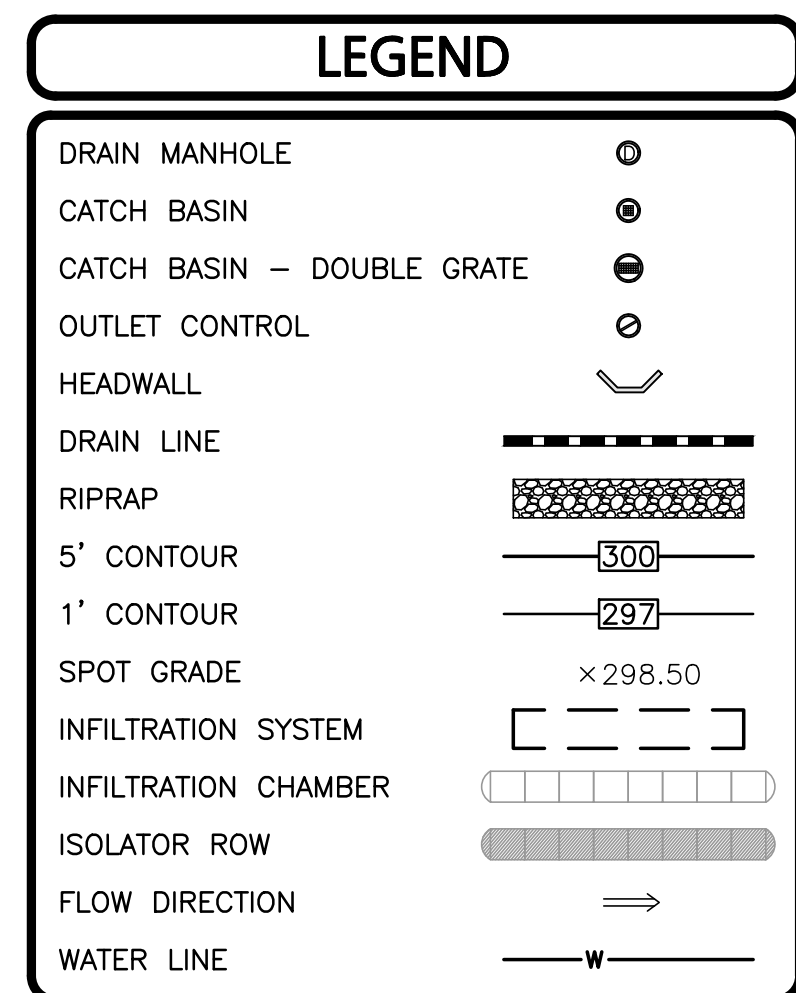 LEGEND
DRAIN MANHOLE D
CATCH BASIN
CATCH BASIN – DOUBLE GRATE
OUTLET CONTROL
HEADWALL
DRAIN LINE
RIPRAP
5' CONTOUR 300
1' CONTOUR 297
SPOT GRADE ×298.50
INFILTRATION SYSTEM
INFILTRATION CHAMBER
ISOLATOR ROW
FLOW DIRECTION
WATER LINE W